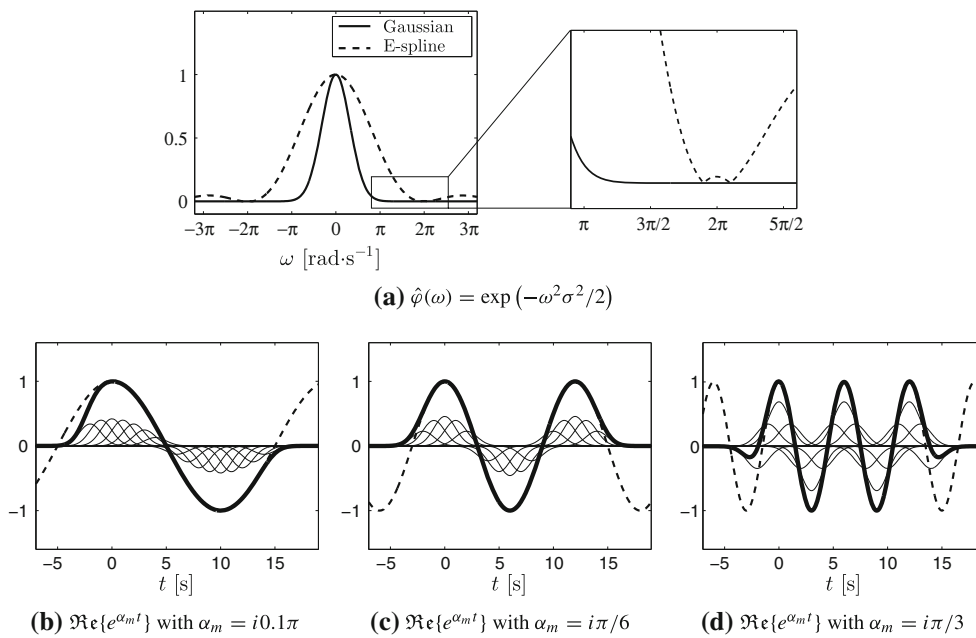 Gaussian
E-spline
1
0.5
0
−3π −2π −π 0 π 2π 3π
ω [rad·s⁻¹]
π 3π/2 2π 5π/2
(a) φ̂(ω) = exp (−ω²σ²/2)
1
0
−1
−5 0 5 10 15
t [s]
(b) ℜe{e^{α_m t}} with α_m = i0.1π
1
0
−1
−5 0 5 10 15
t [s]
(c) ℜe{e^{α_m t}} with α_m = iπ/6
1
0
−1
−5 0 5 10 15
t [s]
(d) ℜe{e^{α_m t}} with α_m = iπ/3